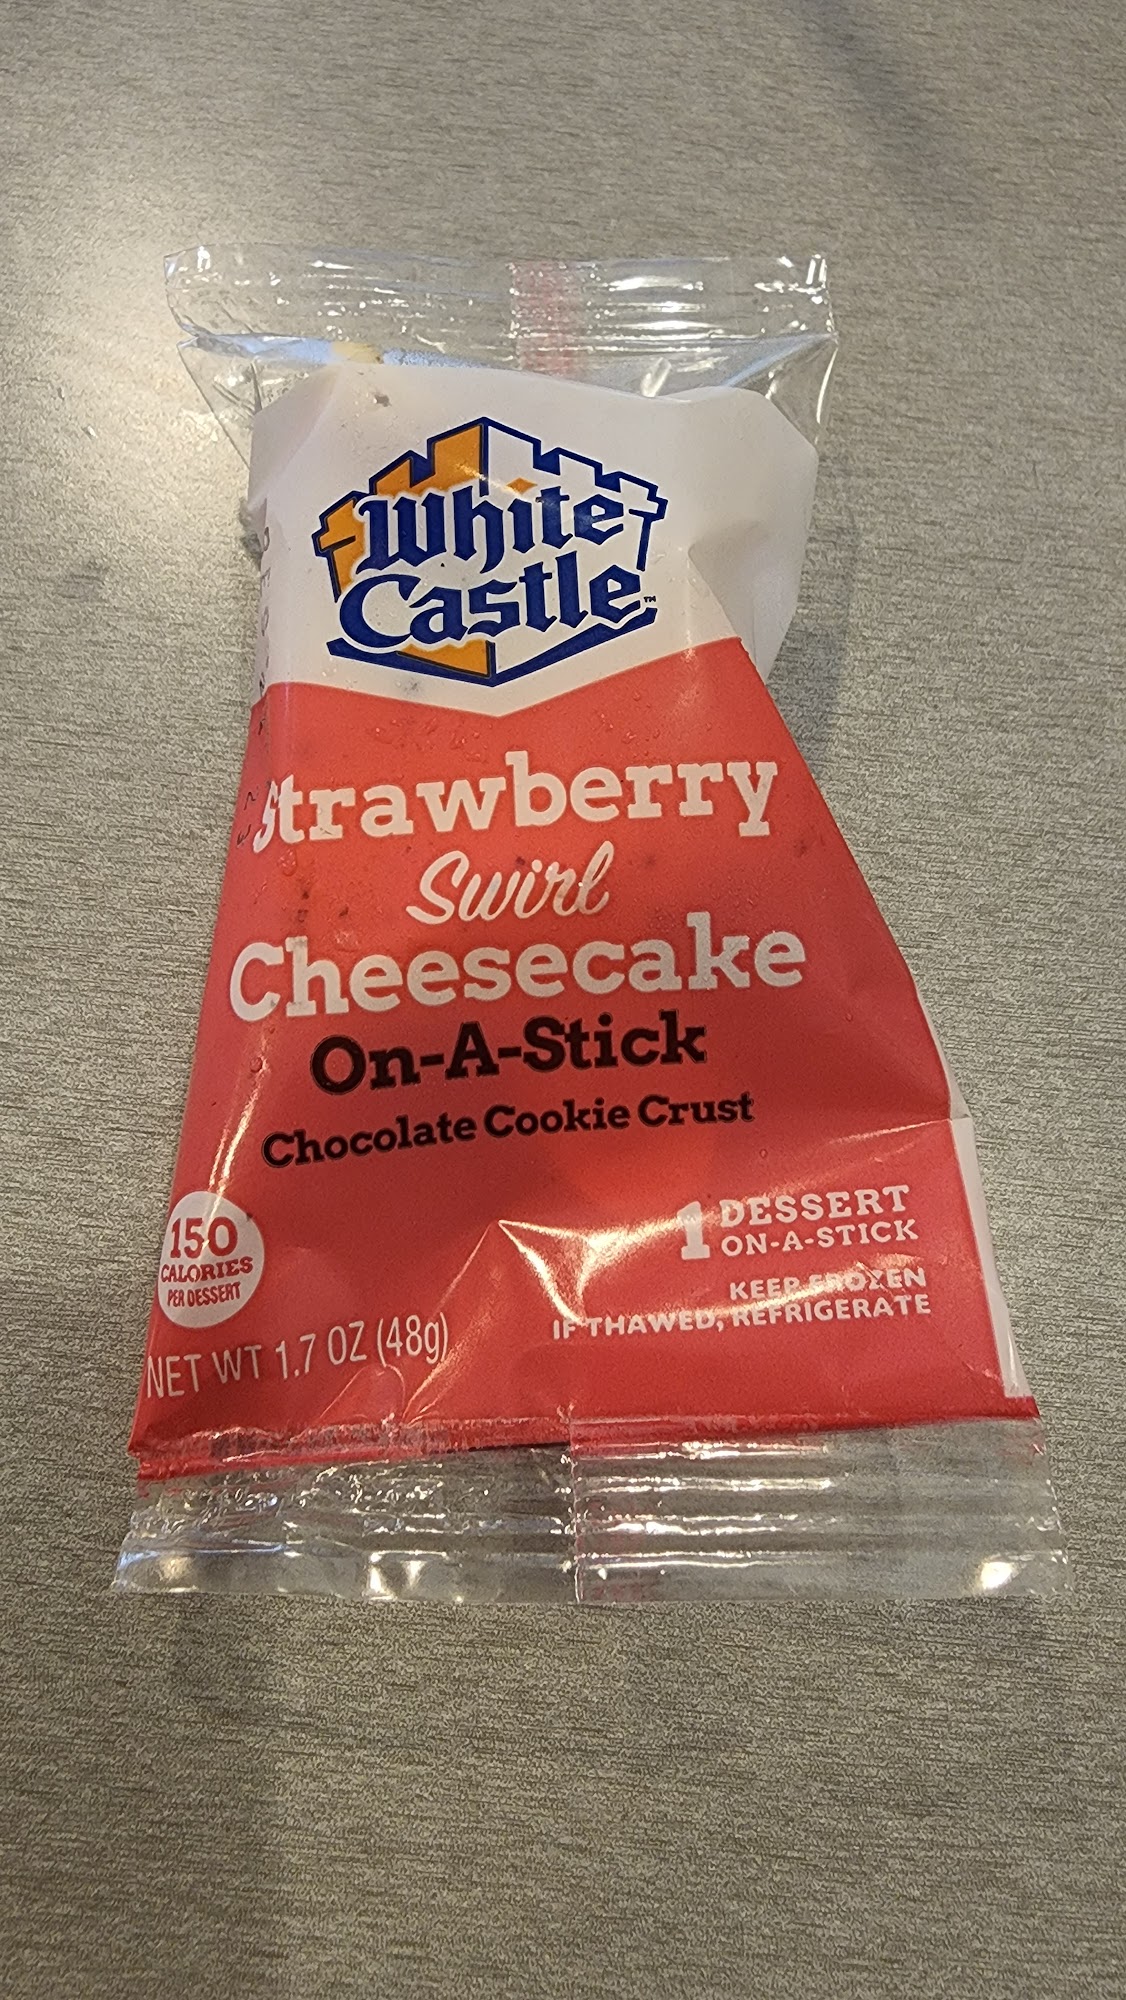 White
Castle™
Strawberry
Swirl
Cheesecake
On-A-Stick
Chocolate Cookie Crust
150
CALORIES
PER DESSERT
NET WT 1.7 OZ (48g)
1 DESSERT
ON-A-STICK
KEEP FROZEN
IF THAWED, REFRIGERATE